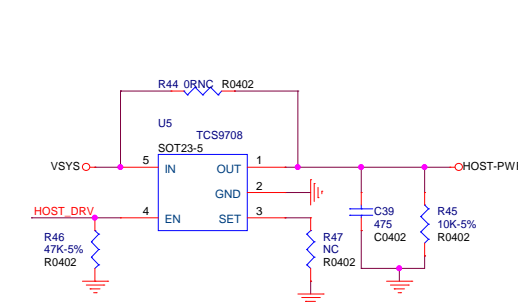 R44 0RNC R0402
U5
TCS9708
SOT23-5
VSYS 5 IN OUT 1 HOST-PW
GND 2
HOST_DRV 4 EN SET 3
C39
475
C0402
R45
10K-5%
R0402
R46
47K-5%
R0402
R47
NC
R0402